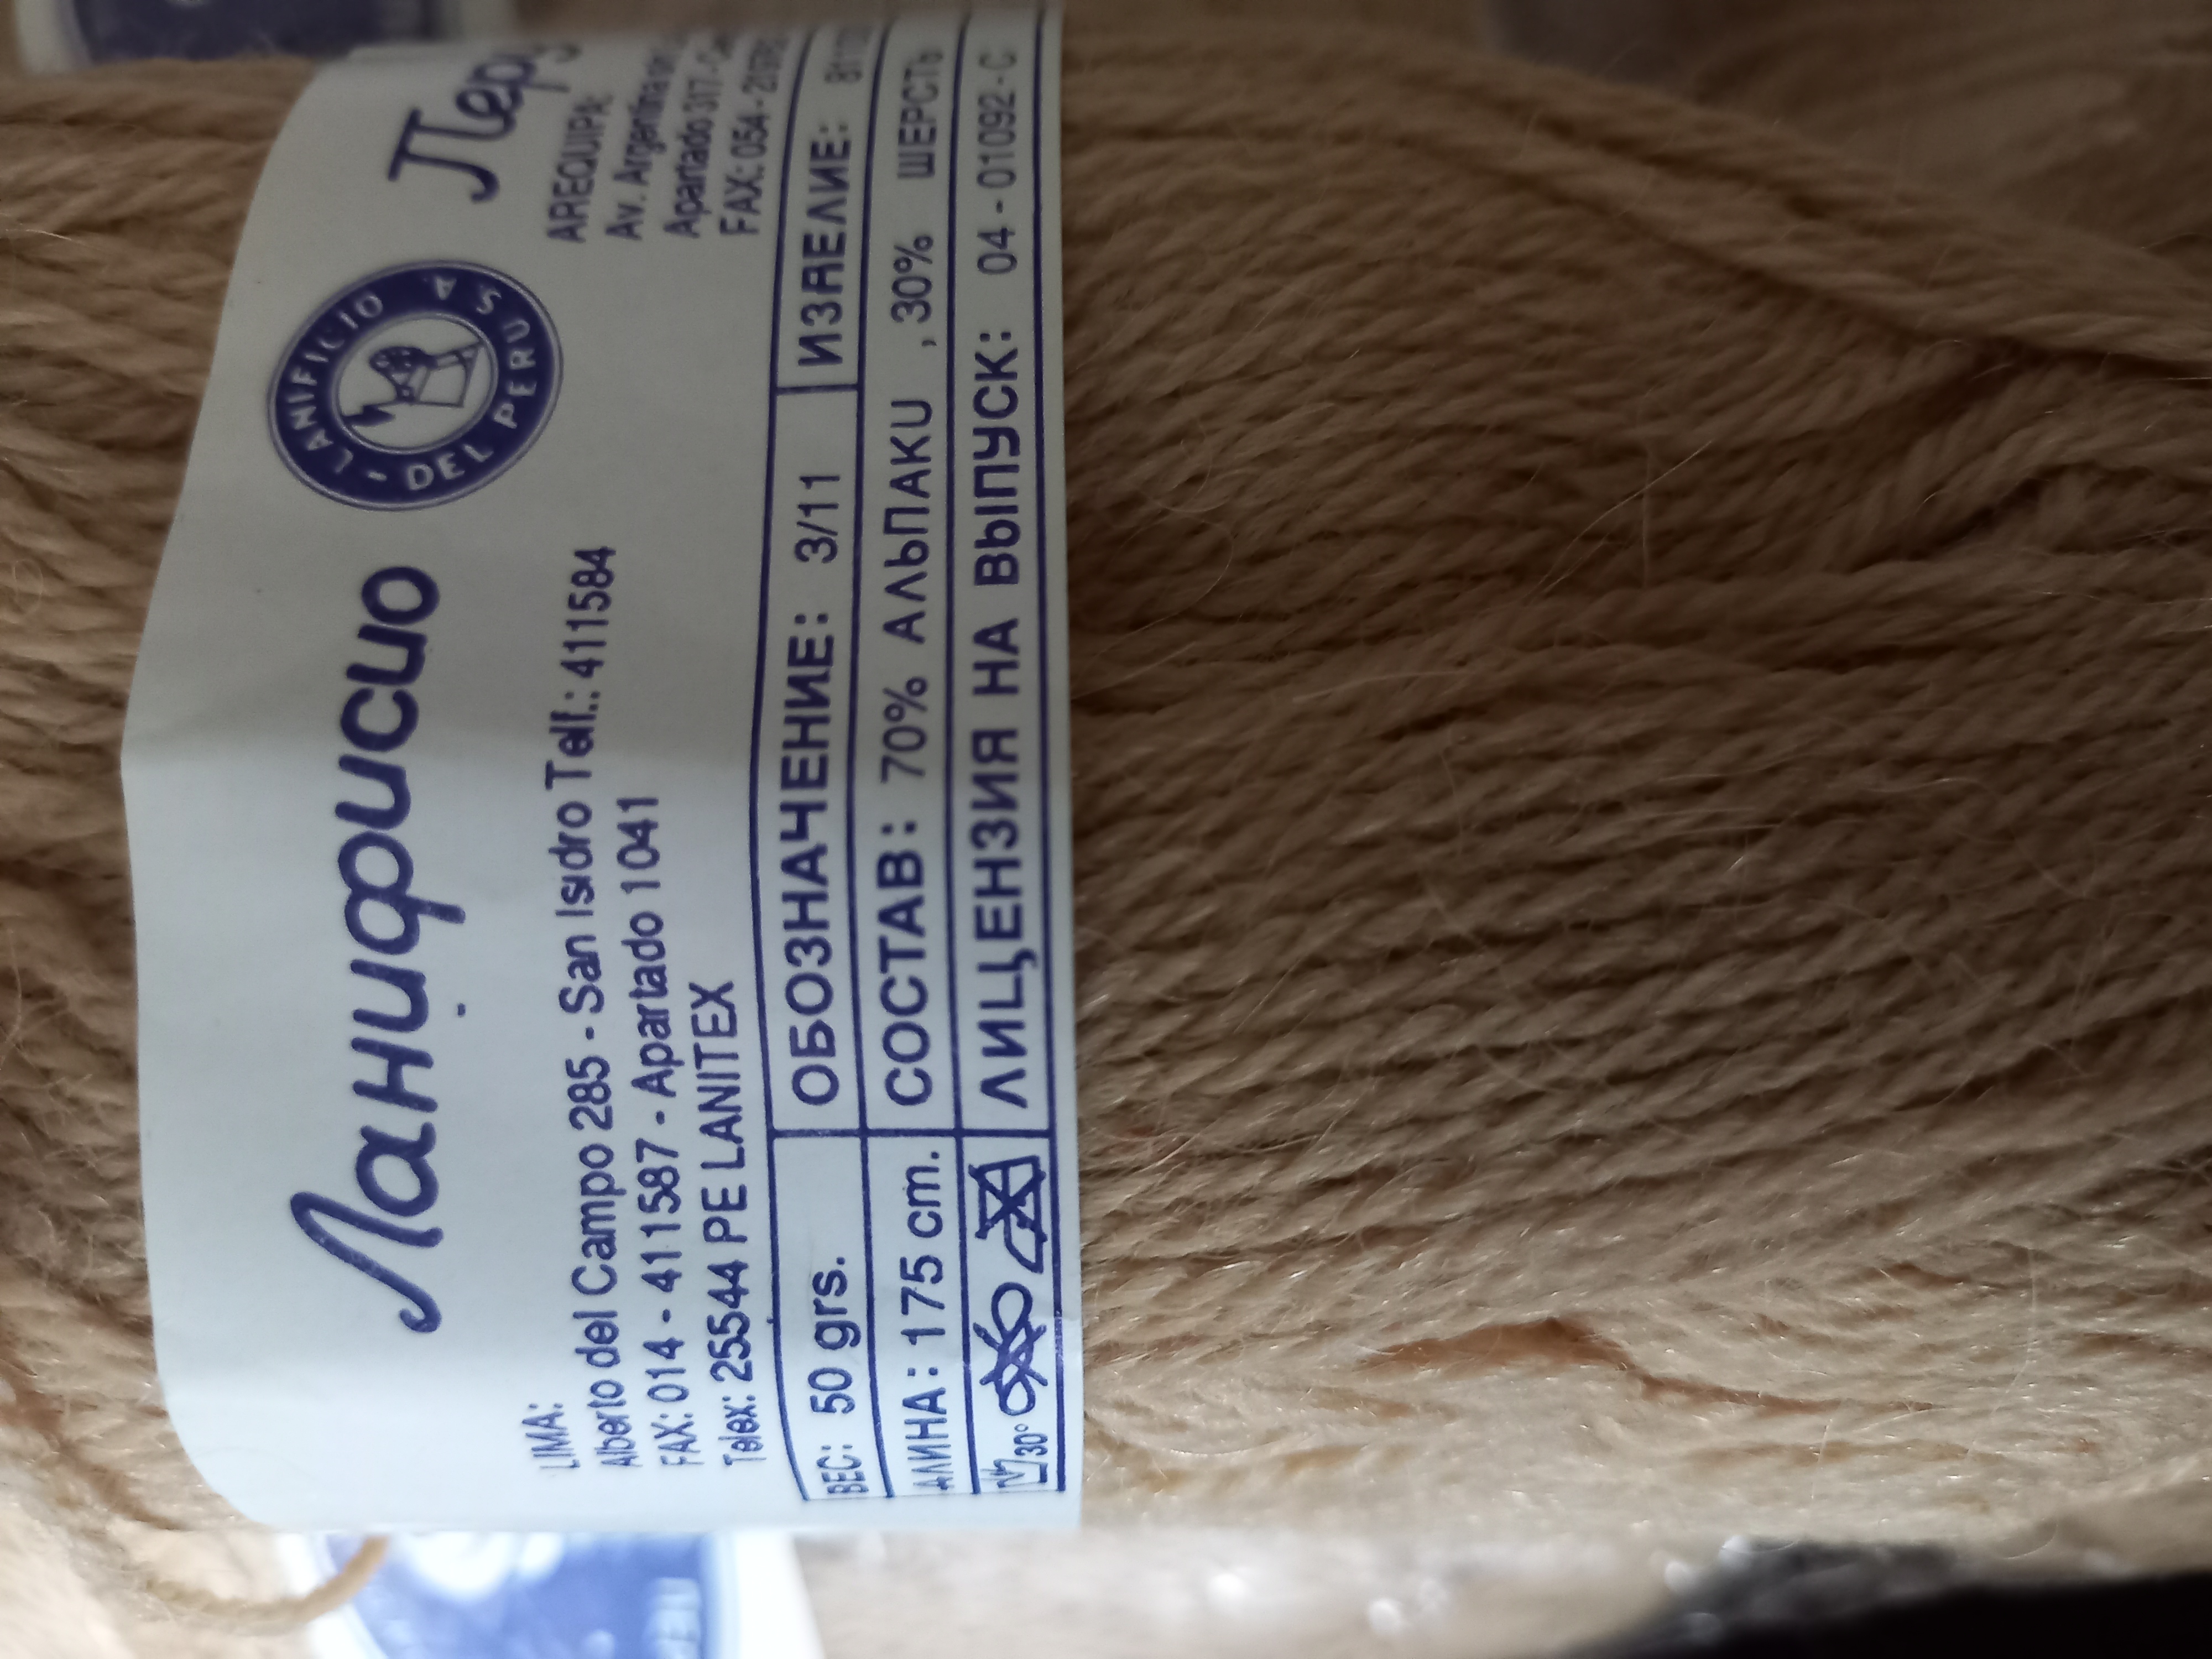 Ланифисио
LANIFICIO
DEL PERU S.A.
LIMA:
Alberto del Campo 285 - San Isidro Telf.: 411584
FAX: 014 - 411587 - Apartado 1041
Telex: 25544 PE LANITEX
AREQUIPA:
Av. Argentina
Apartado 317 -
FAX: 054 -
ВЕС: 50 grs.
ОБОЗНАЧЕНИЕ: 3/11
ИЗДЕЛИЕ:
ДЛИНА: 175 cm.
СОСТАВ: 70% АЛЬПАКИ , 30% ШЕРСТЬ
30°
ЛИЦЕНЗИЯ НА ВЫПУСК: 04 - 01092 - C